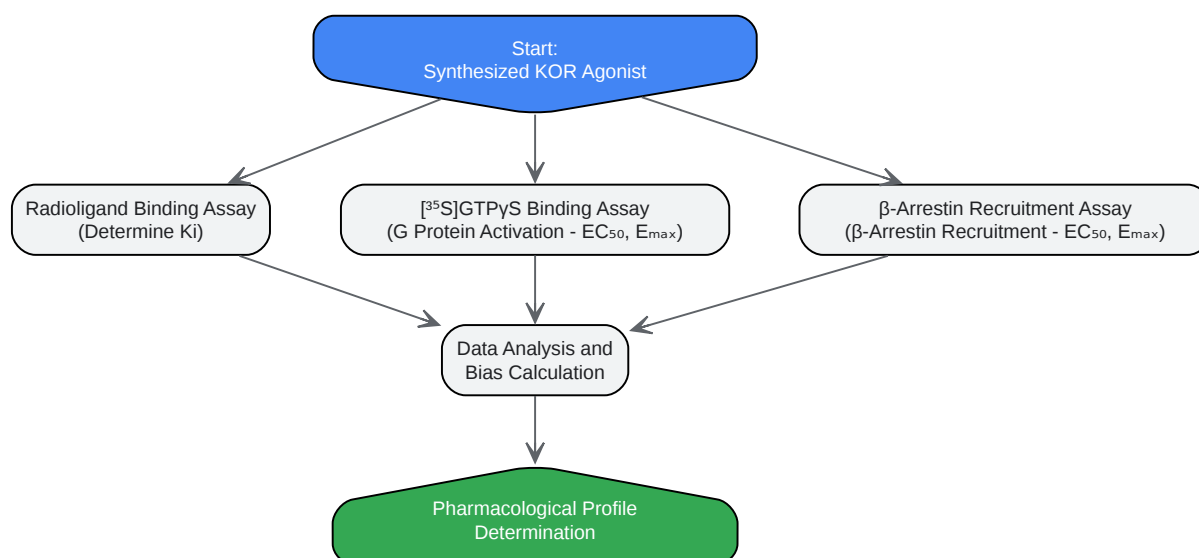 Start:
Synthesized KOR Agonist
Radioligand Binding Assay
(Determine Ki)
[³⁵S]GTPγS Binding Assay
(G Protein Activation - EC₅₀, Eₘₐₓ)
β-Arrestin Recruitment Assay
(β-Arrestin Recruitment - EC₅₀, Eₘₐₓ)
Data Analysis and
Bias Calculation
Pharmacological Profile
Determination